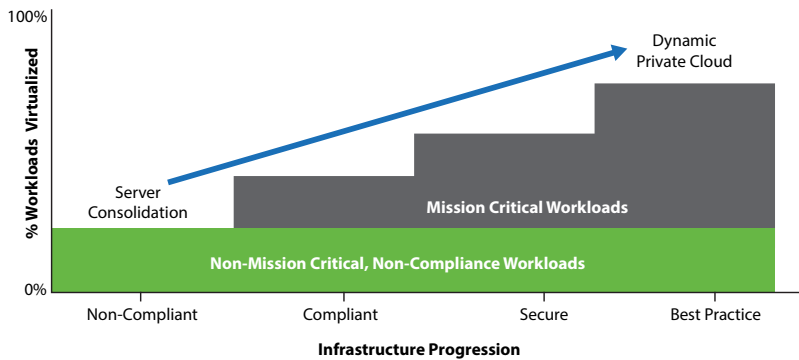 100%
% Workloads Virtualized
0%
Server
Consolidation
Dynamic
Private Cloud
Mission Critical Workloads
Non-Mission Critical, Non-Compliance Workloads
Non-Compliant
Compliant
Secure
Best Practice
Infrastructure Progression